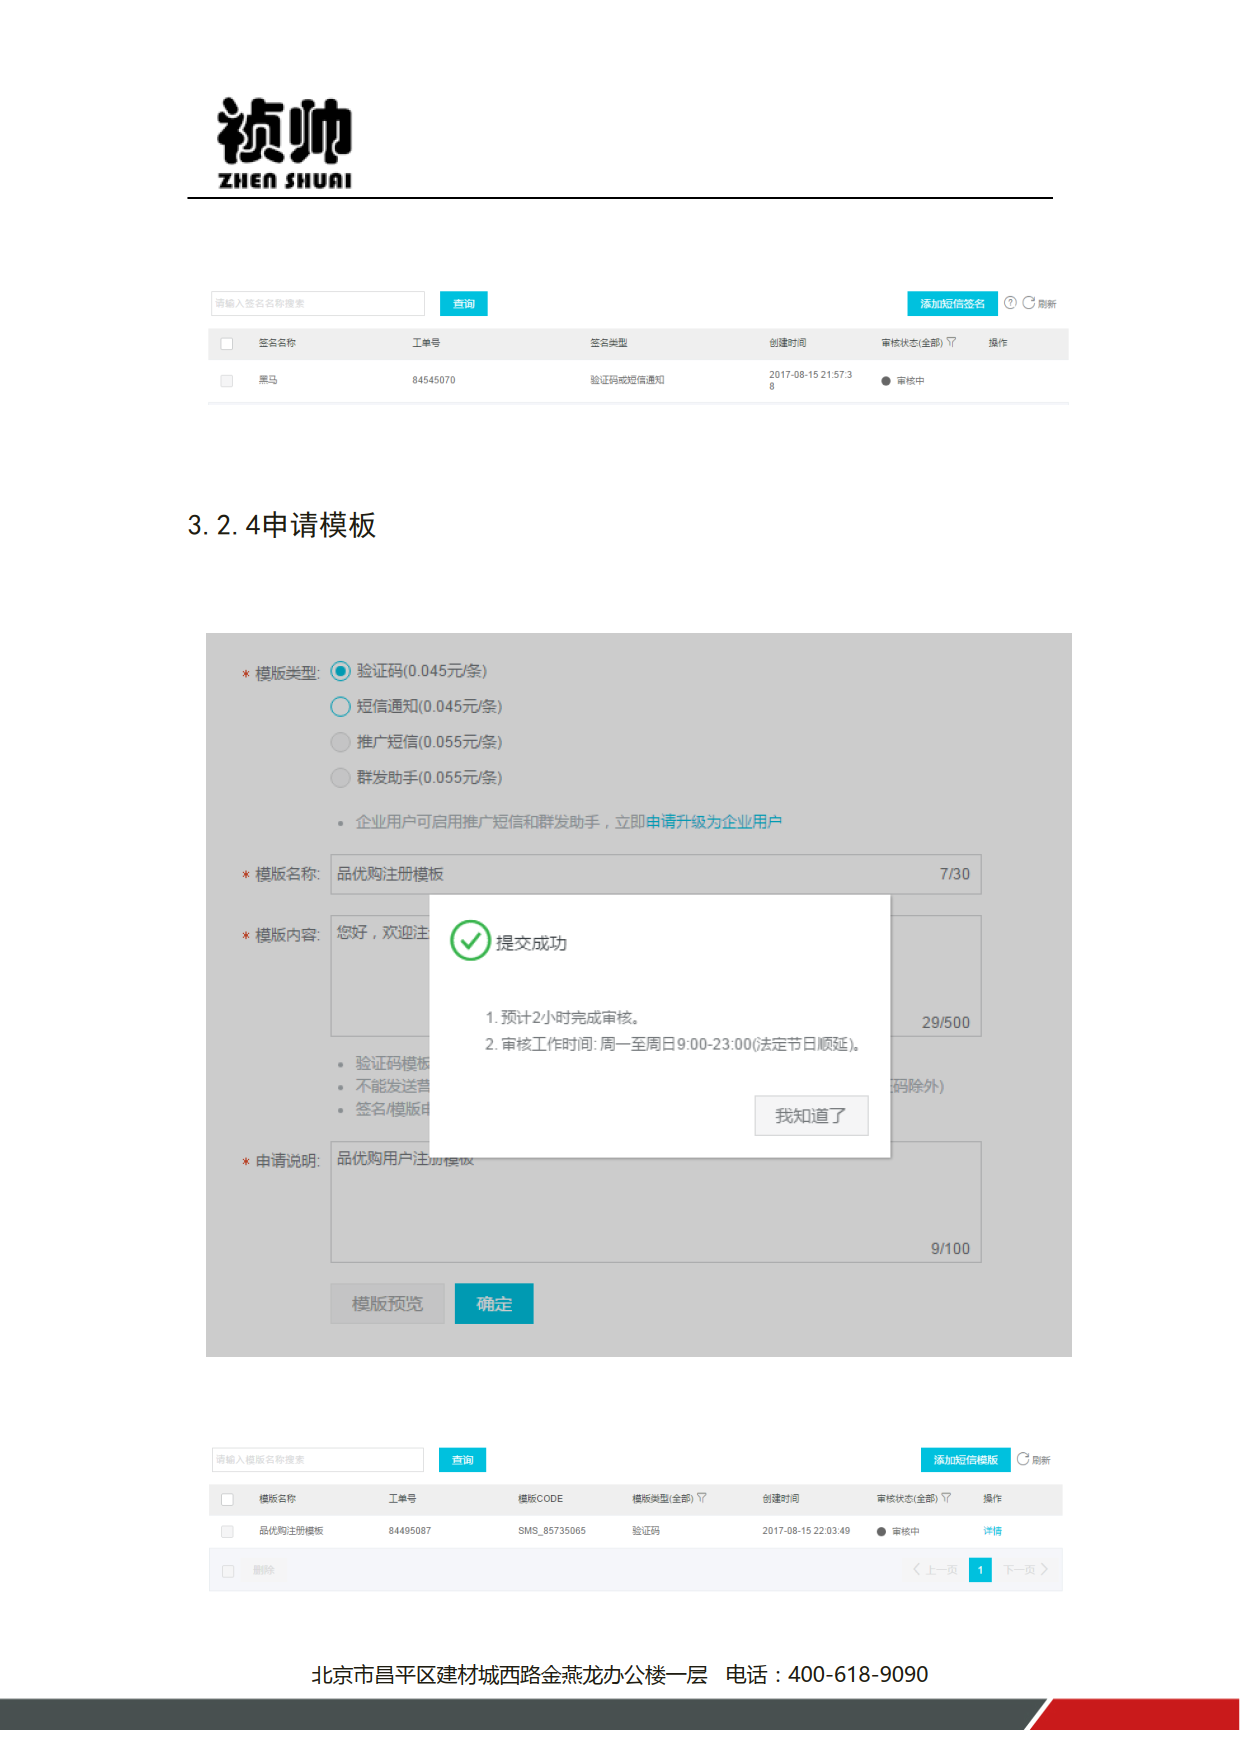 祯帅
ZHEN SHUAI
请输入签名名称搜索 查询 添加短信签名 刷新
签名名称 工单号 签名类型 创建时间 审核状态(全部) 操作
黑马 84545070 验证码或短信通知 2017-08-15 21:57:3
8 审核中
3.2.4申请模板
* 模版类型: 验证码(0.045元/条)
短信通知(0.045元/条)
推广短信(0.055元/条)
群发助手(0.055元/条)
• 企业用户可启用推广短信和群发助手，立即申请升级为企业用户
* 模版名称: 品优购注册模板 7/30
* 模版内容: 您好，欢迎注
提交成功
1. 预计2小时完成审核。
29/500
2. 审核工作时间: 周一至周日9:00-23:00(法定节日顺延)。
• 验证码模板
• 不能发送营 码除外)
• 签名/模版申
我知道了
* 申请说明: 品优购用户注册模板
9/100
模版预览 确定
请输入模版名称搜索 查询 添加短信模版 刷新
模版名称 工单号 模版CODE 模版类型(全部) 创建时间 审核状态(全部) 操作
品优购注册模板 84495087 SMS_85735065 验证码 2017-08-15 22:03:49 审核中 详情
删除 上一页 1 下一页
北京市昌平区建材城西路金燕龙办公楼一层 电话：400-618-9090